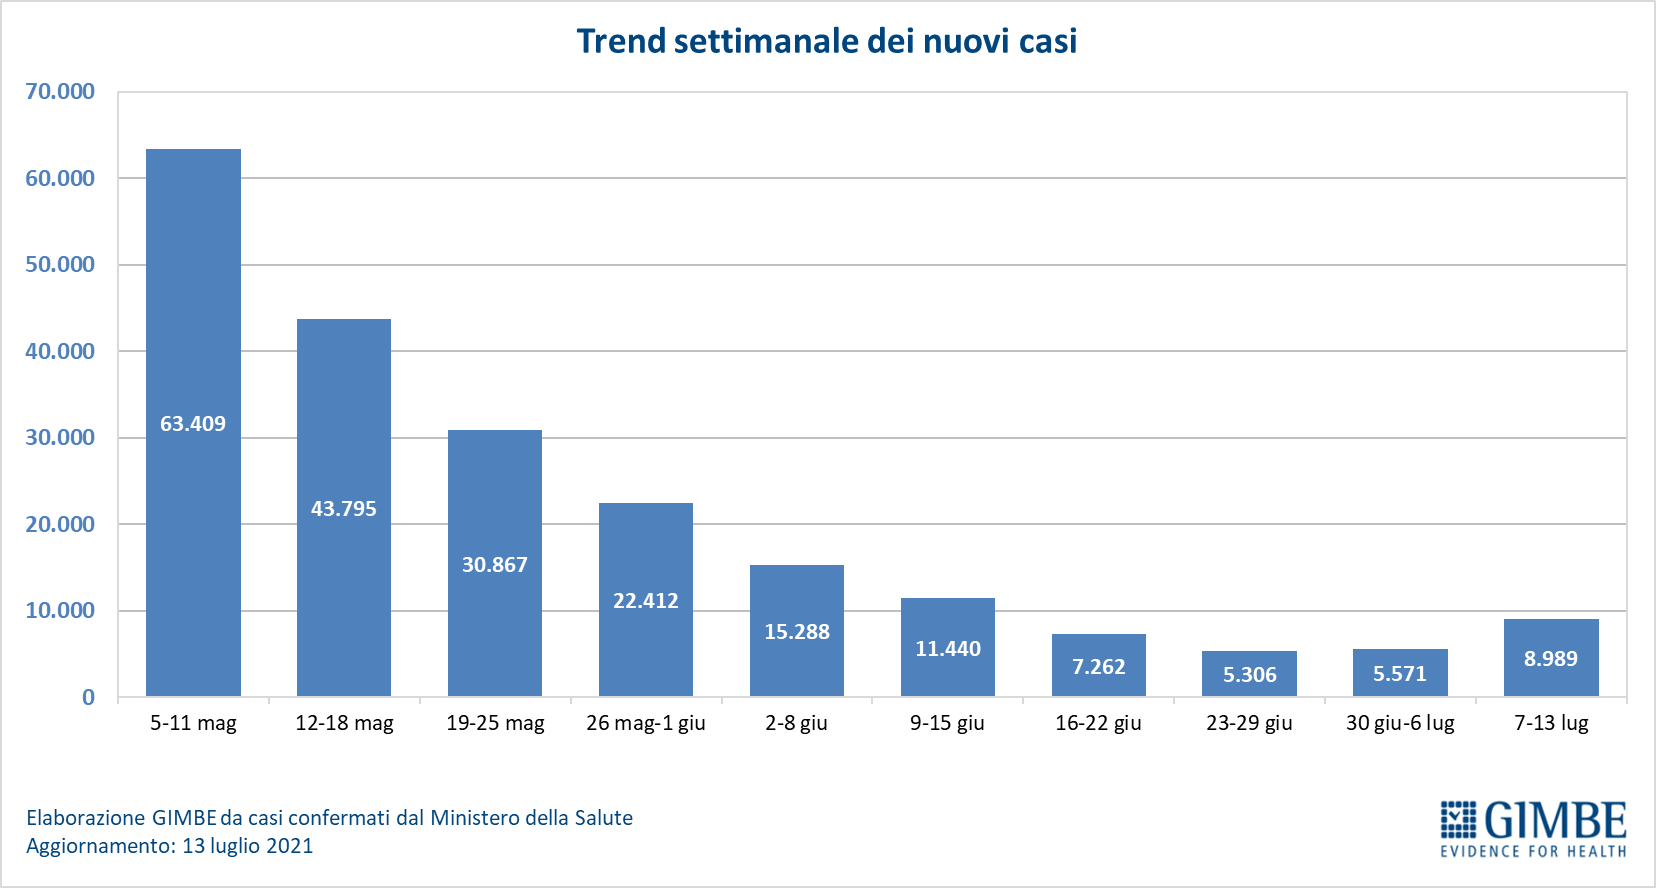 Trend settimanale dei nuovi casi
70.000
60.000
50.000
40.000
30.000
20.000
10.000
0
63.409
43.795
30.867
22.412
15.288
11.440
7.262
5.306
5.571
8.989
5-11 mag
12-18 mag
19-25 mag
26 mag-1 giu
2-8 giu
9-15 giu
16-22 giu
23-29 giu
30 giu-6 lug
7-13 lug
Elaborazione GIMBE da casi confermati dal Ministero della Salute
Aggiornamento: 13 luglio 2021
GIMBE
EVIDENCE FOR HEALTH